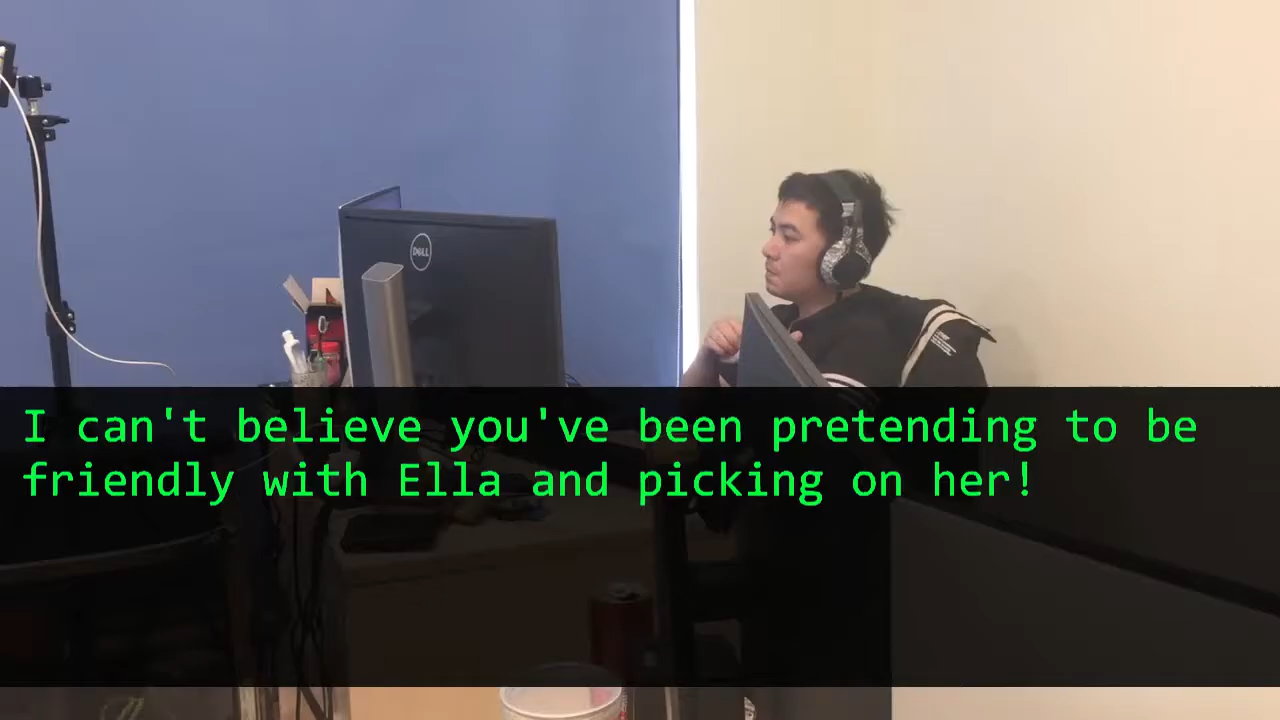 DELL
I can't believe you've been pretending to be
friendly with Ella and picking on her!